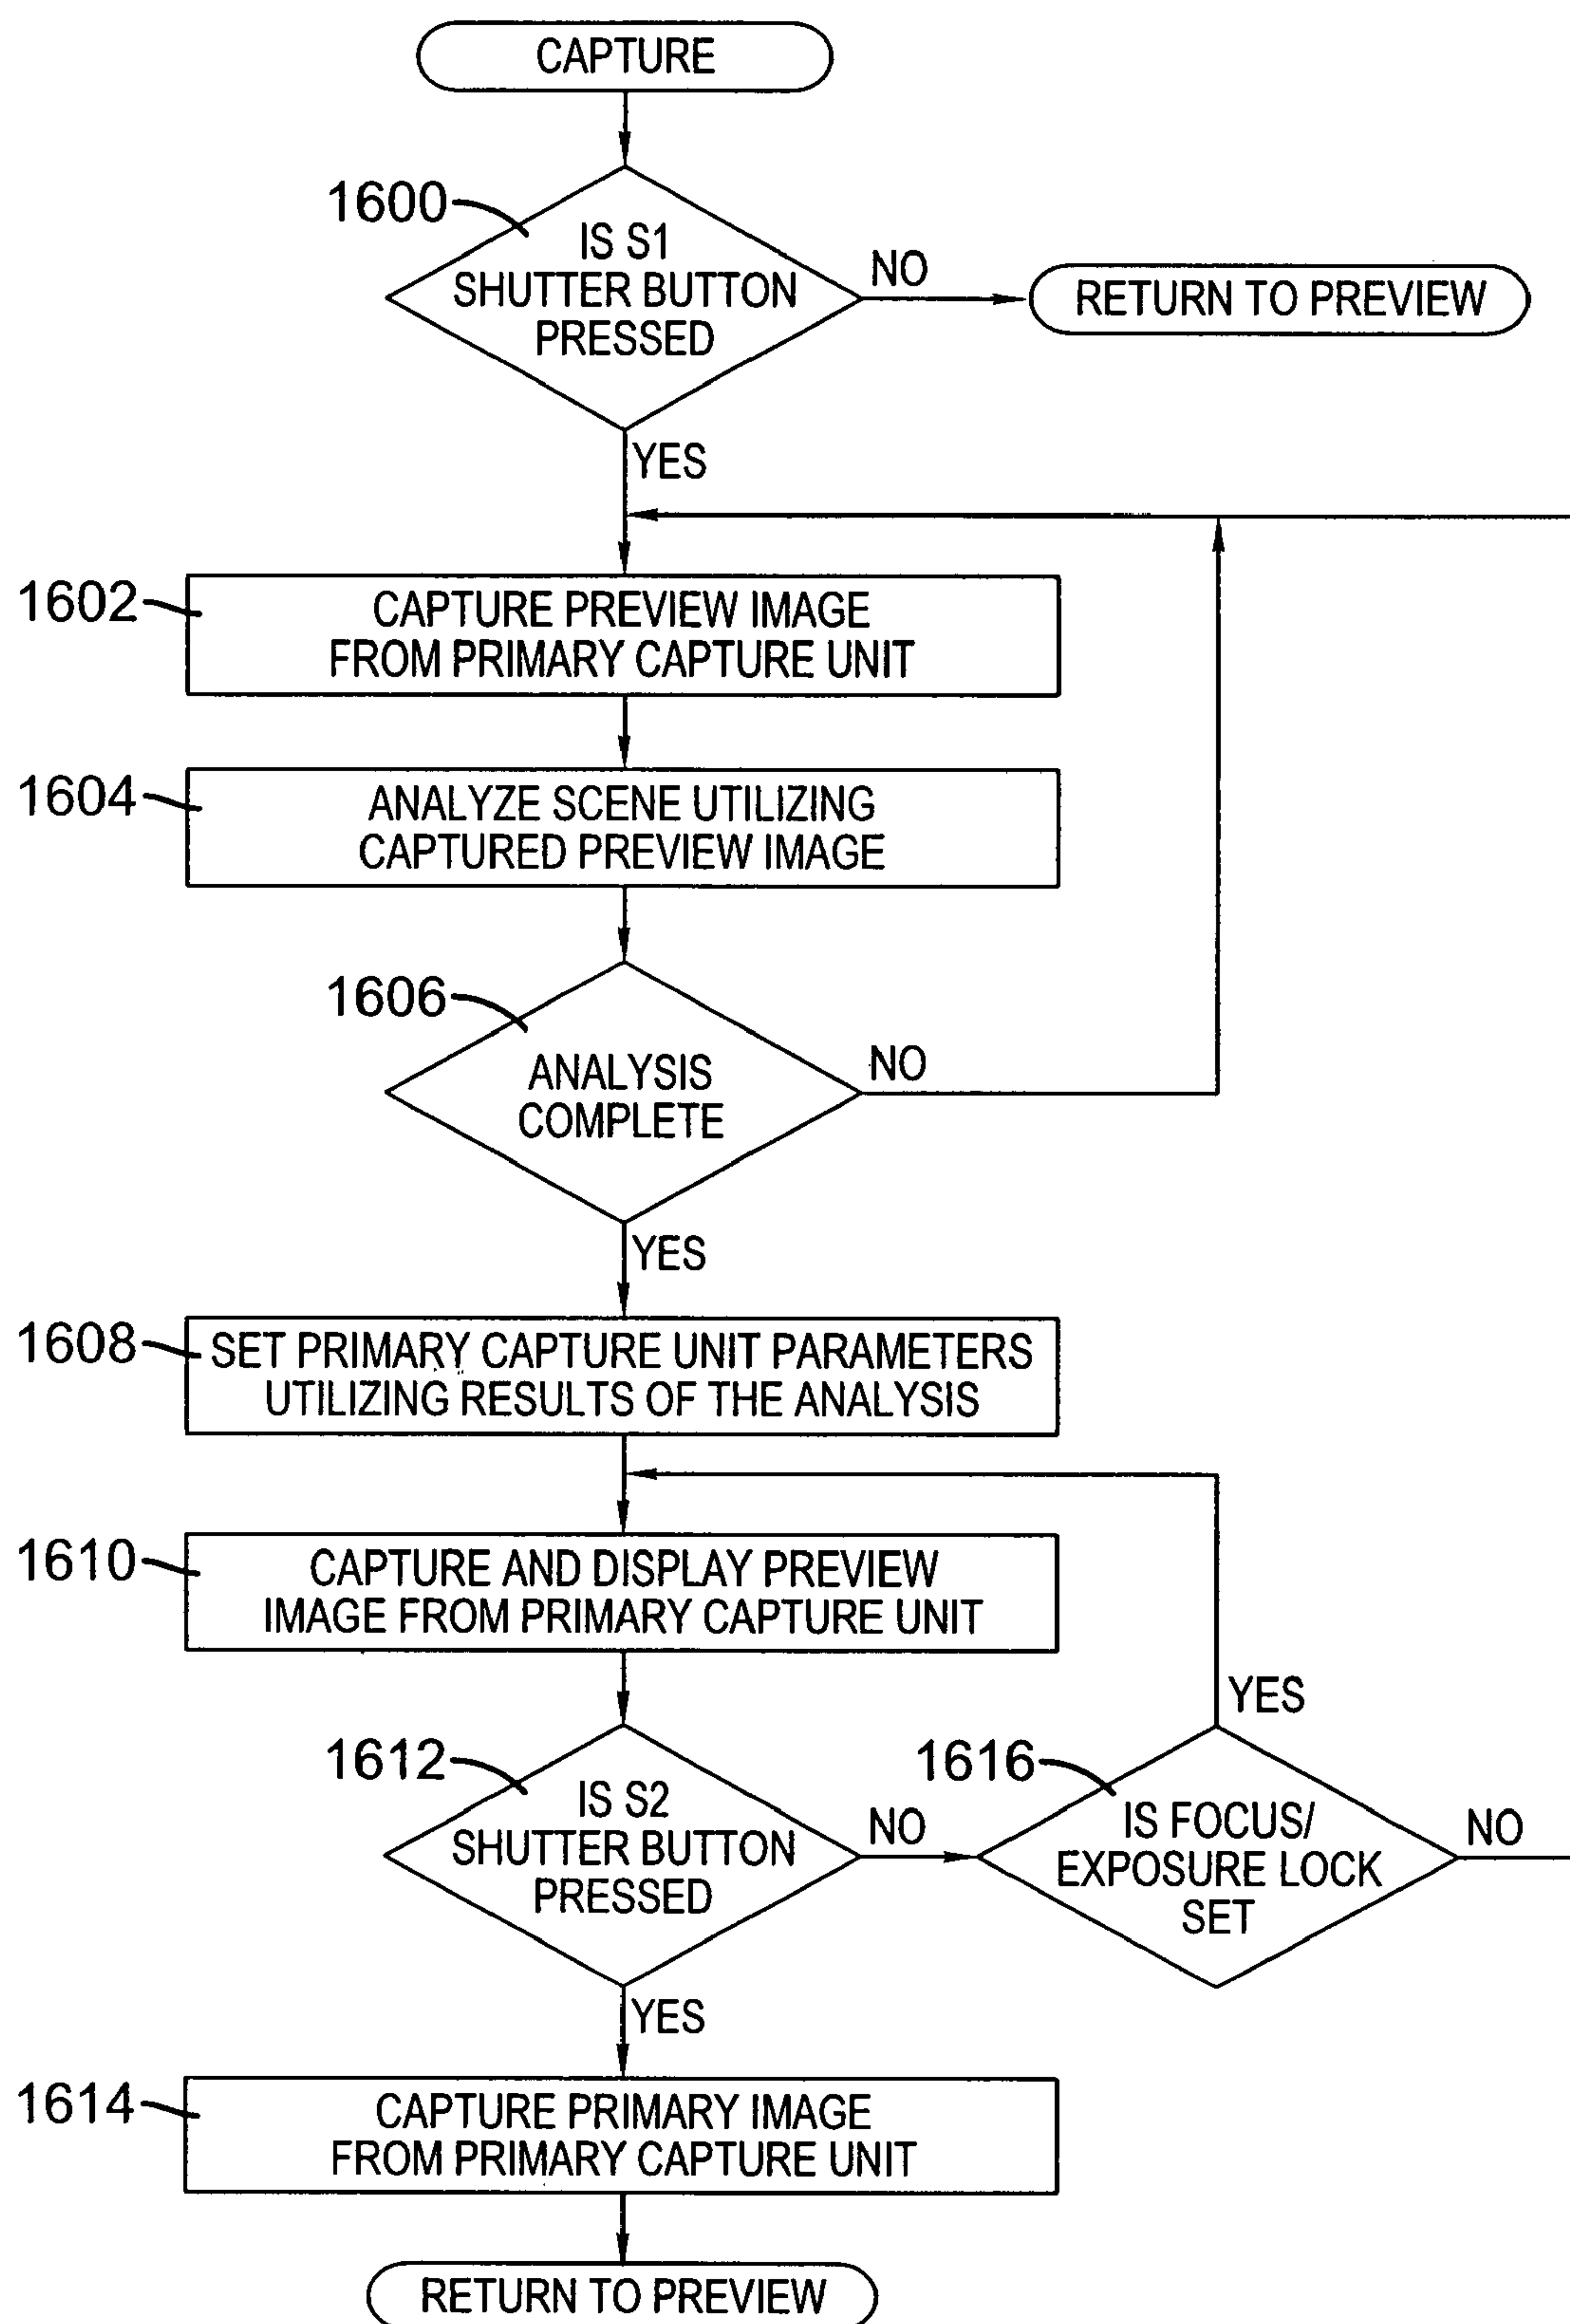 CAPTURE
1600
IS S1
SHUTTER BUTTON
PRESSED
NO
RETURN TO PREVIEW
YES
1602
CAPTURE PREVIEW IMAGE
FROM PRIMARY CAPTURE UNIT
1604
ANALYZE SCENE UTILIZING
CAPTURED PREVIEW IMAGE
1606
ANALYSIS
COMPLETE
NO
YES
1608
SET PRIMARY CAPTURE UNIT PARAMETERS
UTILIZING RESULTS OF THE ANALYSIS
1610
CAPTURE AND DISPLAY PREVIEW
IMAGE FROM PRIMARY CAPTURE UNIT
1612
IS S2
SHUTTER BUTTON
PRESSED
NO
1616
IS FOCUS/
EXPOSURE LOCK
SET
YES
NO
YES
1614
CAPTURE PRIMARY IMAGE
FROM PRIMARY CAPTURE UNIT
RETURN TO PREVIEW